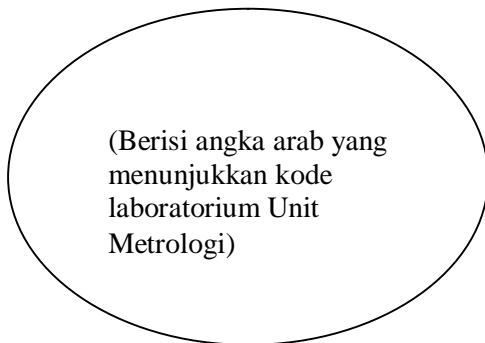 (Berisi angka arab yang
menunjukkan kode
laboratorium Unit
Metrologi)